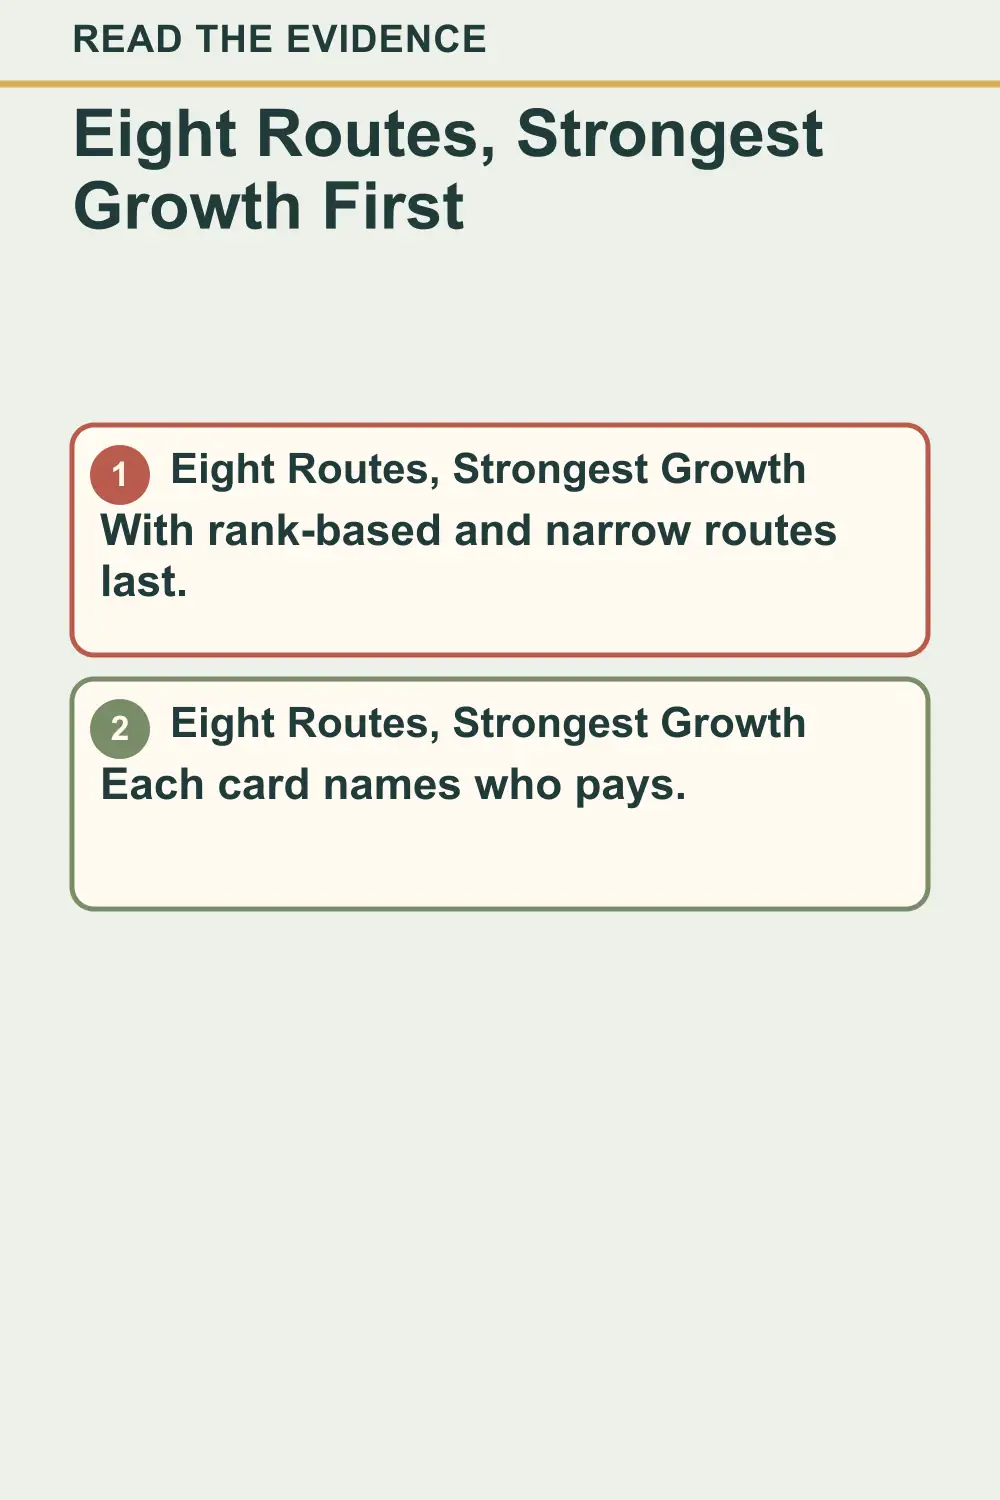 READ THE EVIDENCE
Eight Routes, Strongest
Growth First
1 Eight Routes, Strongest Growth
With rank-based and narrow routes
last.
2 Eight Routes, Strongest Growth
Each card names who pays.